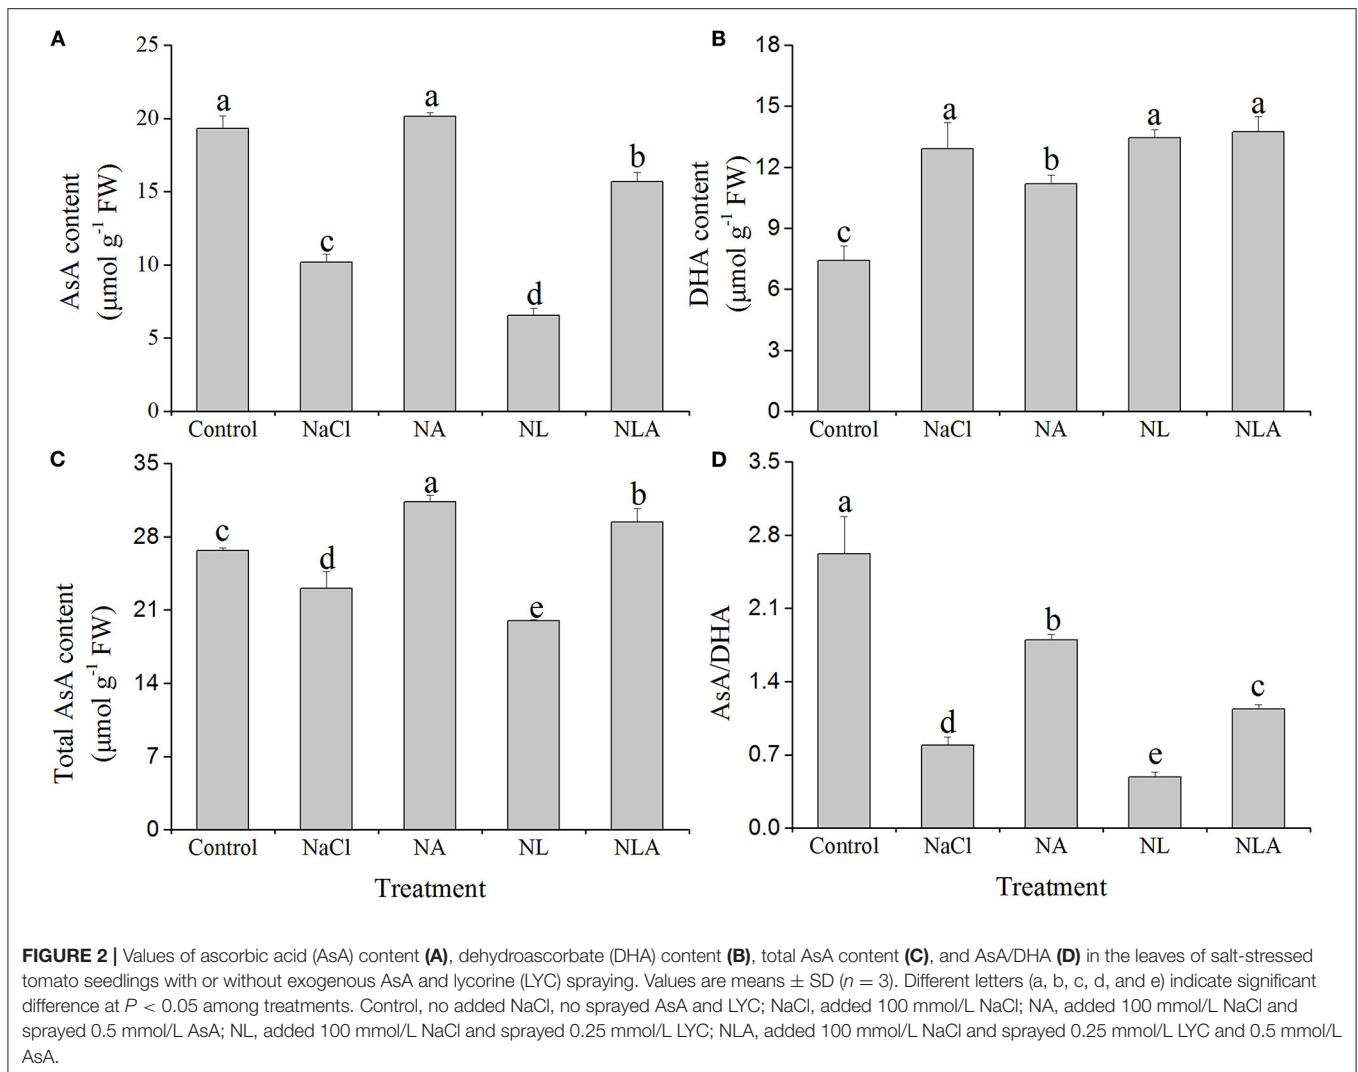 A
25
20
15
10
5
0
AsA content
(µmol g⁻¹ FW)
a
c
a
d
b
Control NaCl NA NL NLA
B
18
15
12
9
6
3
0
DHA content
(µmol g⁻¹ FW)
c
a
b
a
a
Control NaCl NA NL NLA
C
35
28
21
14
7
0
Total AsA content
(µmol g⁻¹ FW)
c
d
a
e
b
Control NaCl NA NL NLA
Treatment
D
3.5
2.8
2.1
1.4
0.7
0.0
AsA/DHA
a
d
b
e
c
Control NaCl NA NL NLA
Treatment
FIGURE 2 | Values of ascorbic acid (AsA) content (A), dehydroascorbate (DHA) content (B), total AsA content (C), and AsA/DHA (D) in the leaves of salt-stressed
tomato seedlings with or without exogenous AsA and lycorine (LYC) spraying. Values are means ± SD (n = 3). Different letters (a, b, c, d, and e) indicate significant
difference at P < 0.05 among treatments. Control, no added NaCl, no sprayed AsA and LYC; NaCl, added 100 mmol/L NaCl; NA, added 100 mmol/L NaCl and
sprayed 0.5 mmol/L AsA; NL, added 100 mmol/L NaCl and sprayed 0.25 mmol/L LYC; NLA, added 100 mmol/L NaCl and sprayed 0.25 mmol/L LYC and 0.5 mmol/L
AsA.